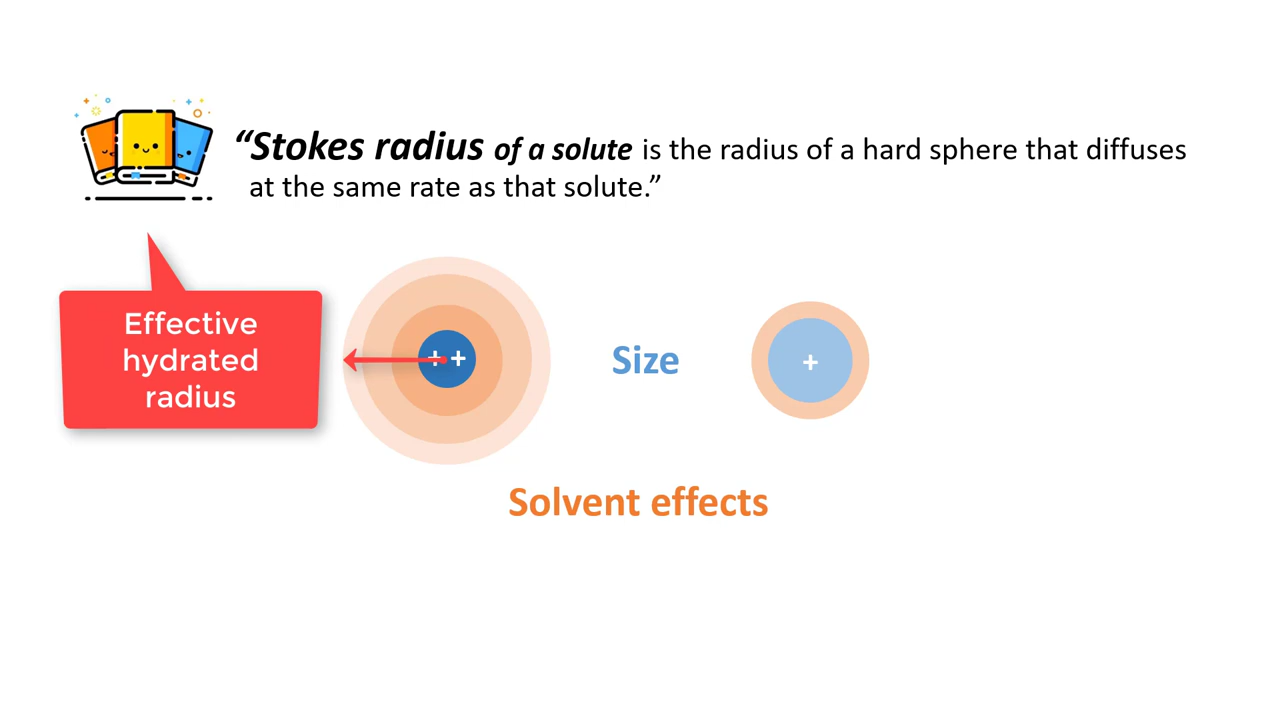 “Stokes radius of a solute is the radius of a hard sphere that diffuses
at the same rate as that solute.”
Effective
hydrated
radius
+ +
Size
+
Solvent effects